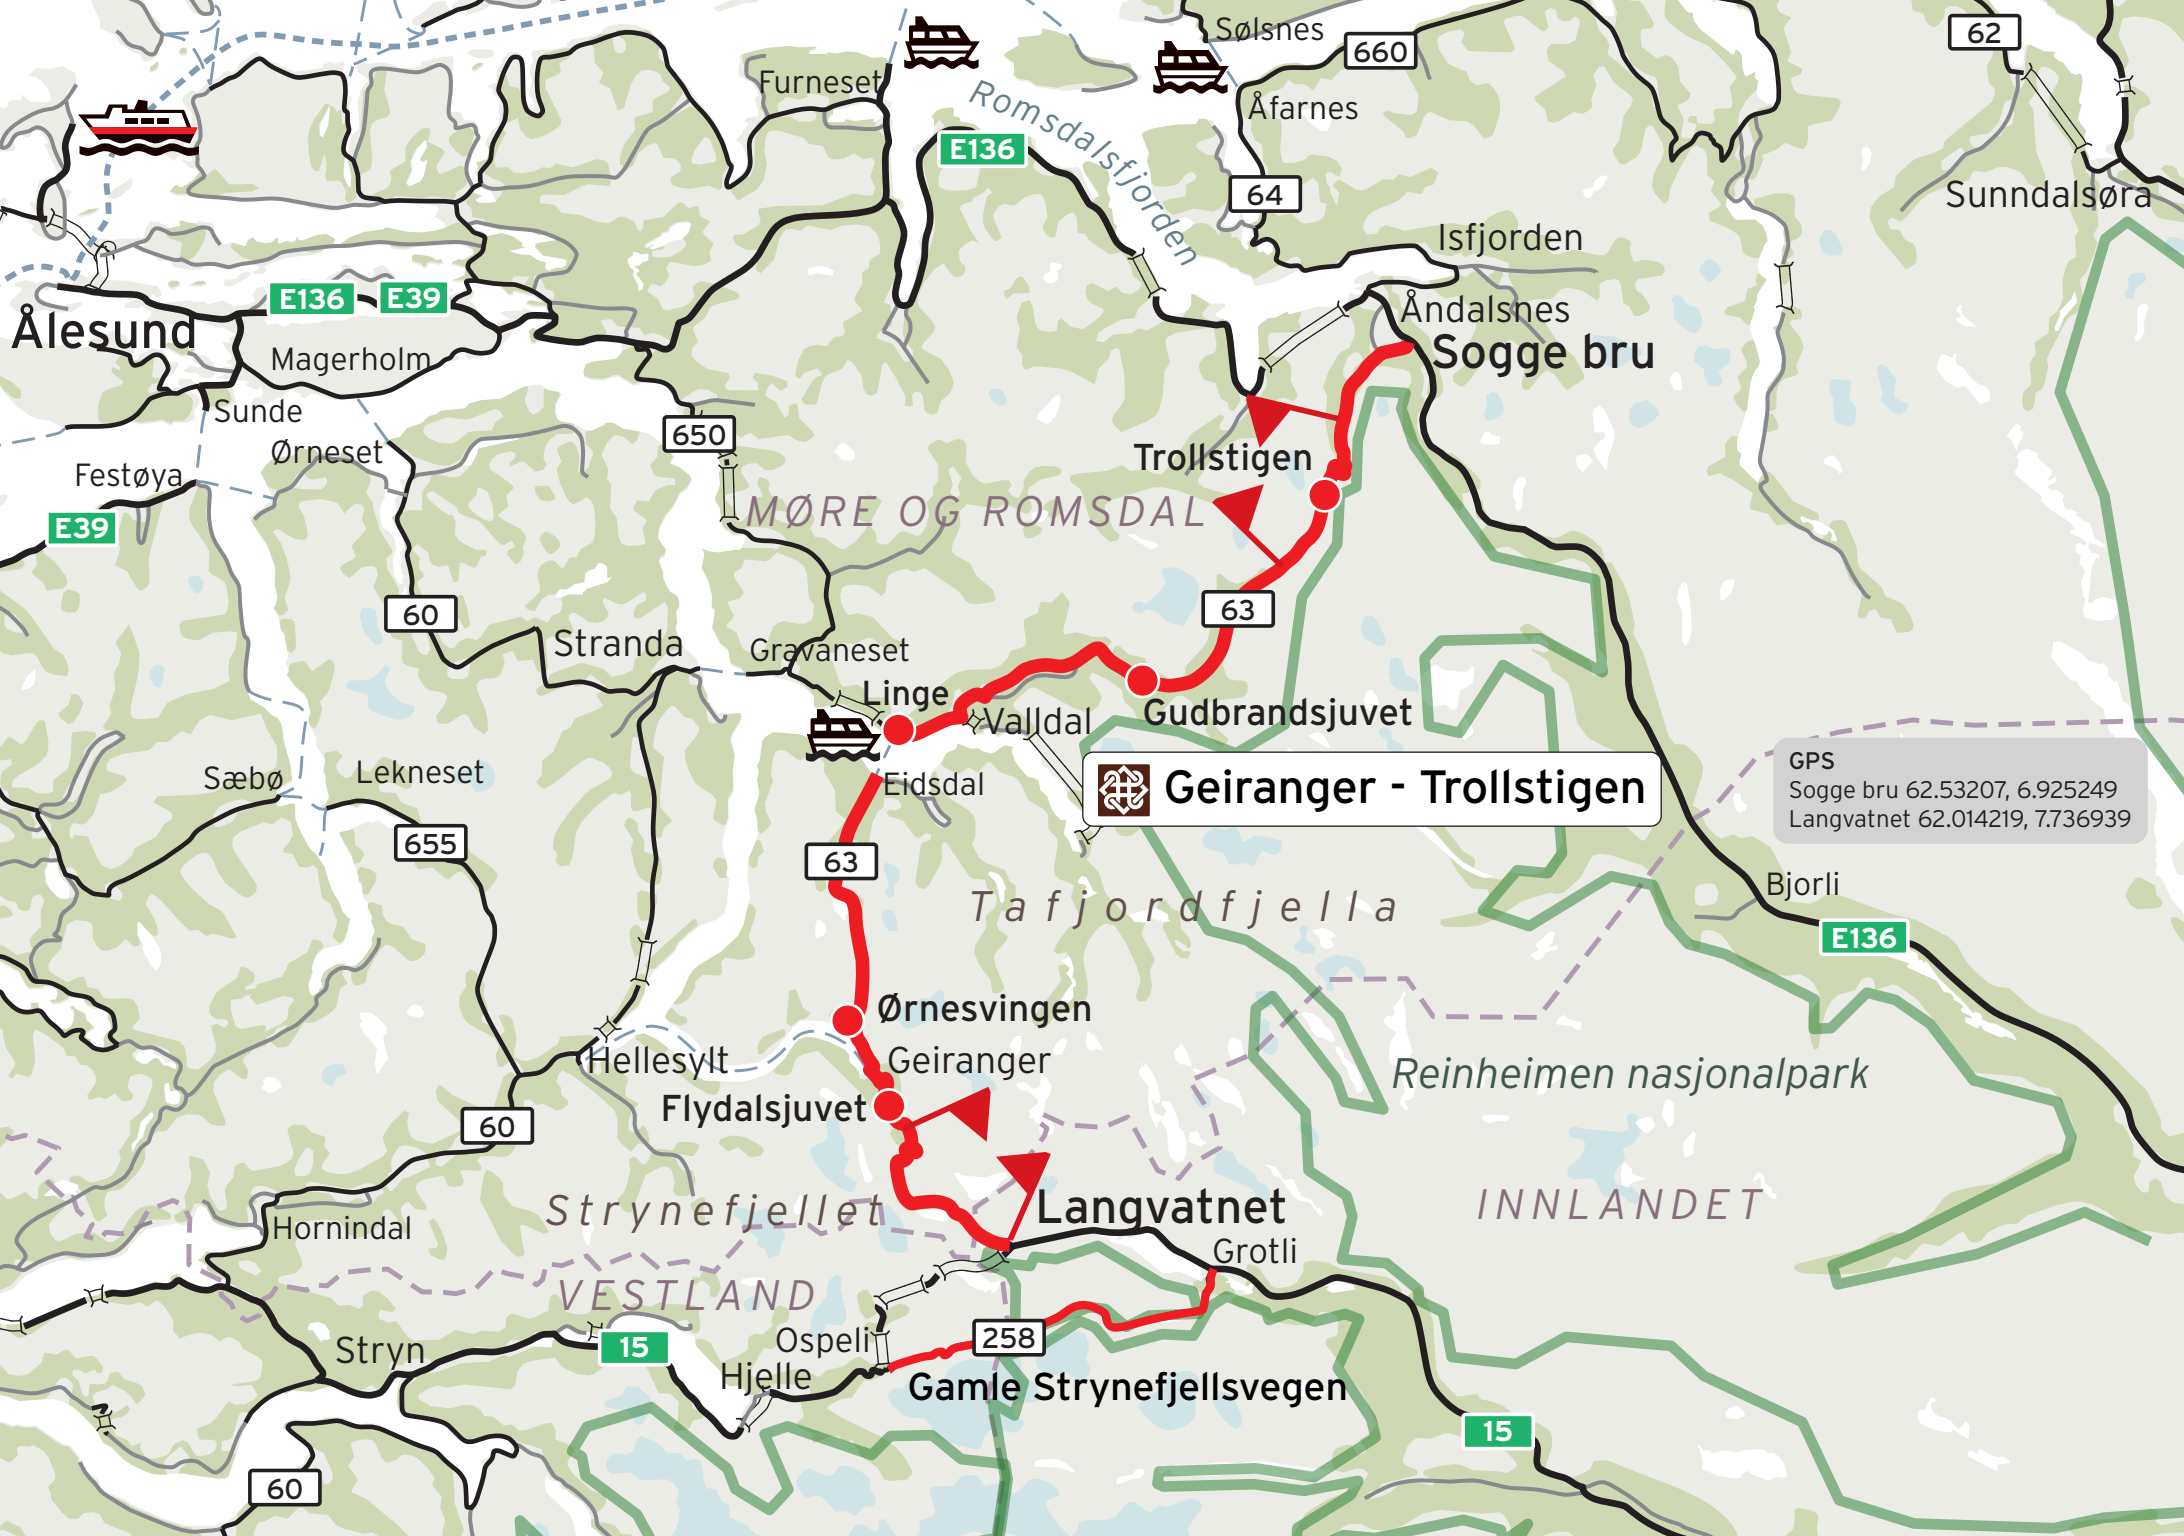 Sølsnes
660
62
Furneset
Romsdalsfjorden
Åfarnes
E136
64
Sunndalsøra
Isfjorden
E136
E39
Åndalsnes
Ålesund
Magerholm
Sogge bru
Sunde
650
Ørneset
Trollstigen
Festøya
MØRE OG ROMSDAL
E39
60
63
Stranda
Gravaneset
Linge
Valldal
Gudbrandsjuvet
Geiranger - Trollstigen
GPS
Sogge bru 62.53207, 6.925249
Langvatnet 62.014219, 7.736939
Sæbø
Lekneset
Eidsdal
655
63
Bjorli
Tafjordfjella
E136
Ørnesvingen
Geiranger
Hellesylt
Reinheimen nasjonalpark
Flydalsjuvet
60
Strynefjellet
Langvatnet
INNLANDET
Hornindal
Grotli
VESTLAND
Ospeli
258
Stryn
15
Hjelle
Gamle Strynefjellsvegen
15
60